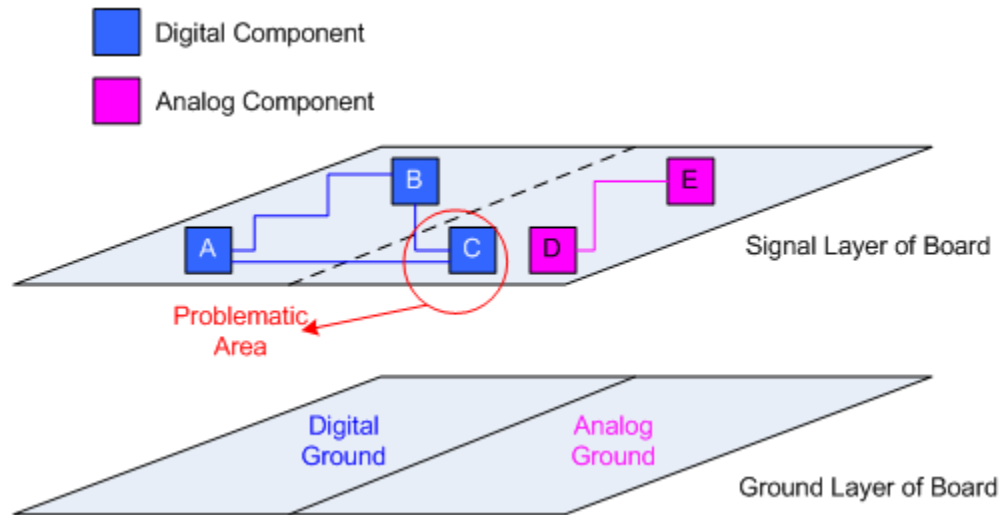 Digital Component
Analog Component
B
E
A
C
D
Signal Layer of Board
Problematic
Area
Digital
Ground
Analog
Ground
Ground Layer of Board